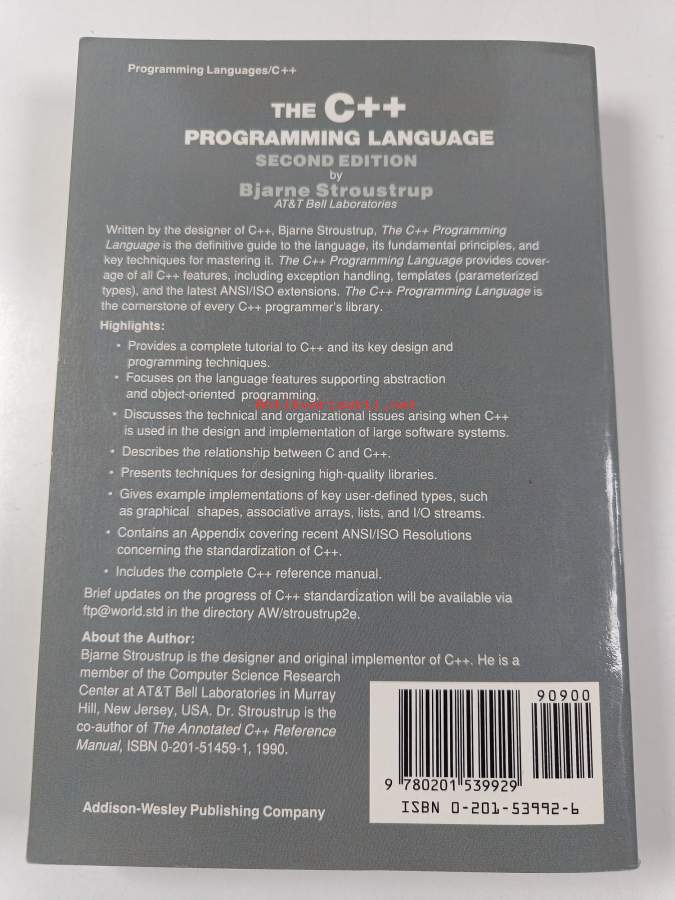 Programming Languages/C++
THE C++
PROGRAMMING LANGUAGE
SECOND EDITION
by
Bjarne Stroustrup
AT&T Bell Laboratories
Written by the designer of C++, Bjarne Stroustrup, The C++ Programming
Language is the definitive guide to the language, its fundamental principles, and
key techniques for mastering it. The C++ Programming Language provides cover-
age of all C++ features, including exception handling, templates (parameterized
types), and the latest ANSI/ISO extensions. The C++ Programming Language is
the cornerstone of every C++ programmer's library.
Highlights:
• Provides a complete tutorial to C++ and its key design and
programming techniques.
• Focuses on the language features supporting abstraction
and object-oriented programming.
Antikvariaatti.net
• Discusses the technical and organizational issues arising when C++
is used in the design and implementation of large software systems.
• Describes the relationship between C and C++.
• Presents techniques for designing high-quality libraries.
• Gives example implementations of key user-defined types, such
as graphical shapes, associative arrays, lists, and I/O streams.
• Contains an Appendix covering recent ANSI/ISO Resolutions
concerning the standardization of C++.
• Includes the complete C++ reference manual.
Brief updates on the progress of C++ standardization will be available via
ftp@world.std in the directory AW/stroustrup2e.
About the Author:
Bjarne Stroustrup is the designer and original implementor of C++. He is a
member of the Computer Science Research
Center at AT&T Bell Laboratories in Murray
Hill, New Jersey, USA. Dr. Stroustrup is the
co-author of The Annotated C++ Reference
Manual, ISBN 0-201-51459-1, 1990.
Addison-Wesley Publishing Company
90900
9 780201 539929
ISBN 0-201-53992-6